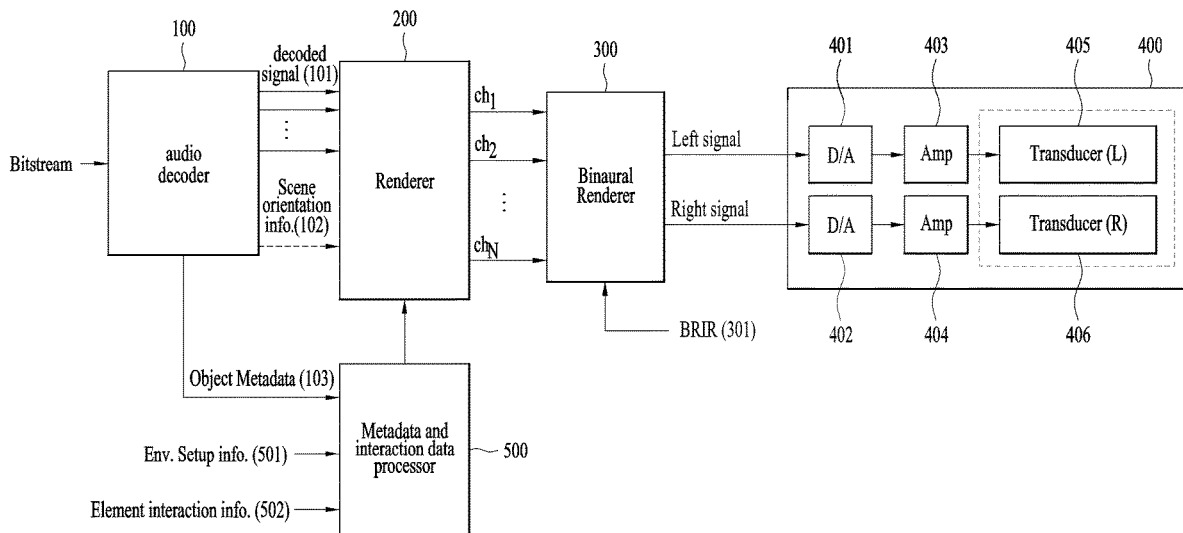 100
200
300
401
403
405
400
decoded
signal (101)
ch1
ch2
chN
Bitstream
audio
decoder
Renderer
Binaural
Renderer
Left signal
Right signal
D/A
Amp
Transducer (L)
D/A
Amp
Transducer (R)
Scene
orientation
info.(102)
402
404
406
BRIR (301)
Object Metadata (103)
Metadata and
interaction data
processor
500
Env. Setup info. (501)
Element interaction info. (502)